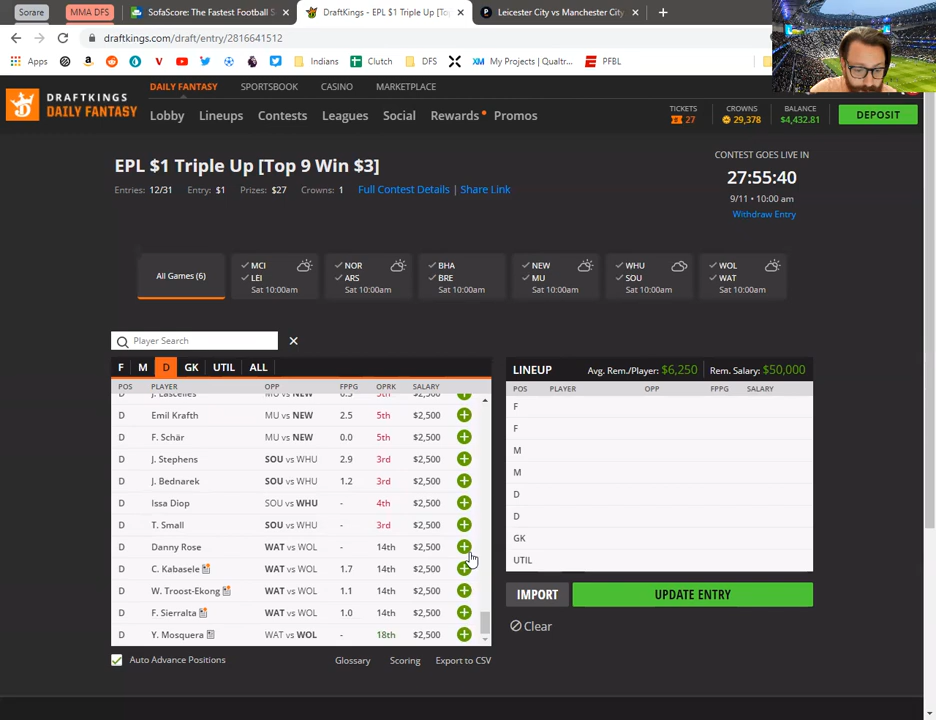 Sorare
MMA DFS
SofaScore: The Fastest Football S
DraftKings - EPL $1 Triple Up [To
Leicester City vs Manchester City
draftkings.com/draft/entry/2816641512
Apps
Indians
Clutch
DFS
My Projects | Qualtr...
PFBL
DRAFTKINGS
DAILY FANTASY
DAILY FANTASY
SPORTSBOOK
CASINO
MARKETPLACE
Lobby
Lineups
Contests
Leagues
Social
Rewards
Promos
TICKETS
27
CROWNS
29,378
BALANCE
$4,432.81
DEPOSIT
EPL $1 Triple Up [Top 9 Win $3]
Entries: 12/31 Entry: $1 Prizes: $27 Crowns: 1 Full Contest Details | Share Link
CONTEST GOES LIVE IN
27:55:40
9/11 • 10:00 am
Withdraw Entry
All Games (6)
MCI
LEI
Sat 10:00am
NOR
ARS
Sat 10:00am
BHA
BRE
Sat 10:00am
NEW
MU
Sat 10:00am
WHU
SOU
Sat 10:00am
WOL
WAT
Sat 10:00am
Player Search
F M D GK UTIL ALL
POS PLAYER OPP FPPG OPRK SALARY
D J. Lascelles MU vs NEW 5th $2,500
D Emil Krafth MU vs NEW 2.5 5th $2,500
D F. Schär MU vs NEW 0.0 5th $2,500
D J. Stephens SOU vs WHU 2.9 3rd $2,500
D J. Bednarek SOU vs WHU 1.2 3rd $2,500
D Issa Diop SOU vs WHU - 4th $2,500
D T. Small SOU vs WHU - 3rd $2,500
D Danny Rose WAT vs WOL - 14th $2,500
D C. Kabasele WAT vs WOL 1.7 14th $2,500
D W. Troost-Ekong WAT vs WOL 1.1 14th $2,500
D F. Sierralta WAT vs WOL 1.0 14th $2,500
D Y. Mosquera WAT vs WOL - 18th $2,500
Auto Advance Positions
Glossary
Scoring
Export to CSV
LINEUP
Avg. Rem./Player: $6,250
Rem. Salary: $50,000
POS PLAYER OPP FPPG SALARY
F
F
M
M
D
D
GK
UTIL
IMPORT
UPDATE ENTRY
Clear